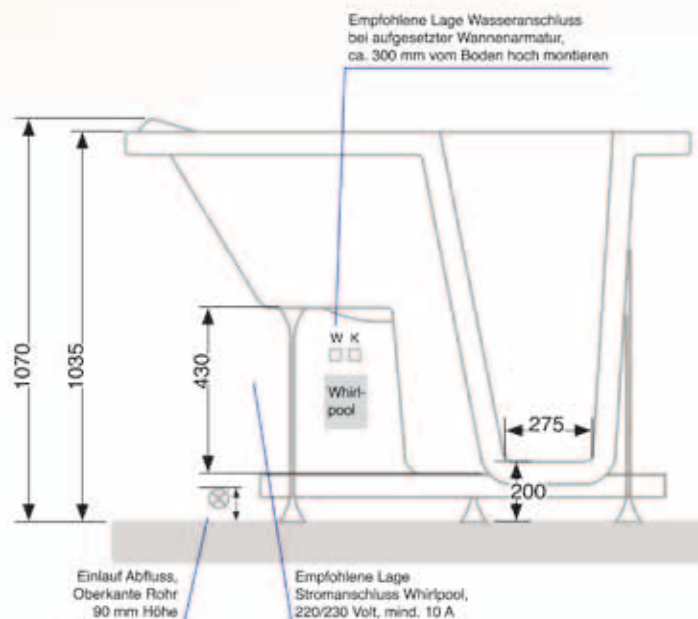 Empfohlene Lage Wasseranschluss
bei aufgesetzter Wannenarmatur,
ca. 300 mm vom Boden hoch montieren
1070
1035
430
W K
Whirl-
pool
275
200
Einlauf Abfluss,
Oberkante Rohr
90 mm Höhe
Empfohlene Lage
Stromanschluss Whirlpool,
220/230 Volt, mind. 10 A